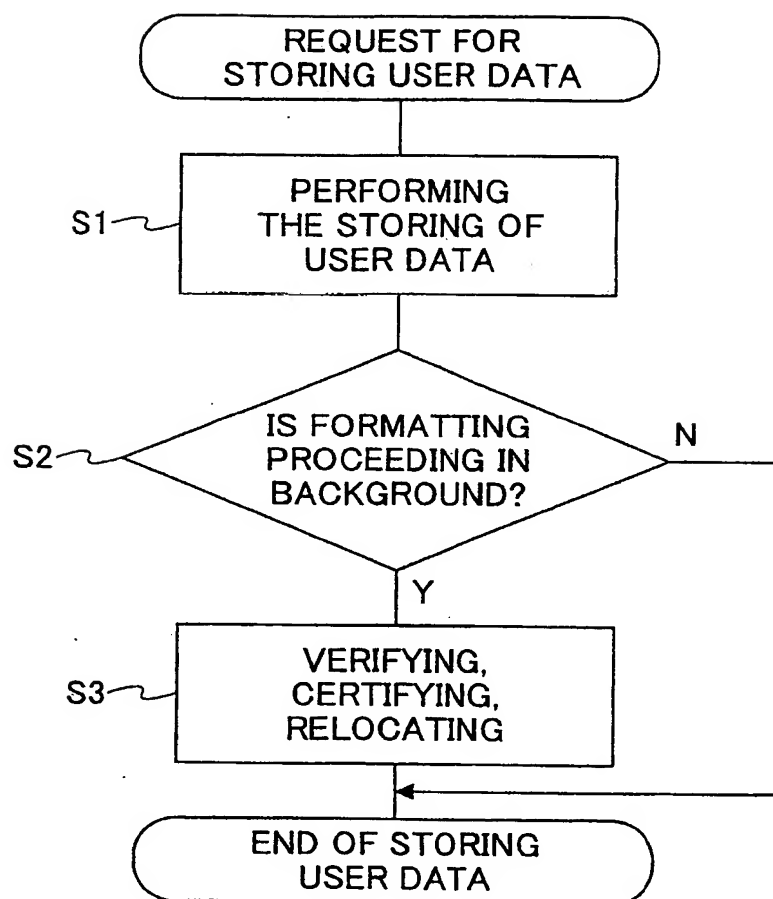 REQUEST FOR
STORING USER DATA
S1
PERFORMING
THE STORING OF
USER DATA
S2
IS FORMATTING
PROCEEDING IN
BACKGROUND?
N
Y
S3
VERIFYING,
CERTIFYING,
RELOCATING
END OF STORING
USER DATA